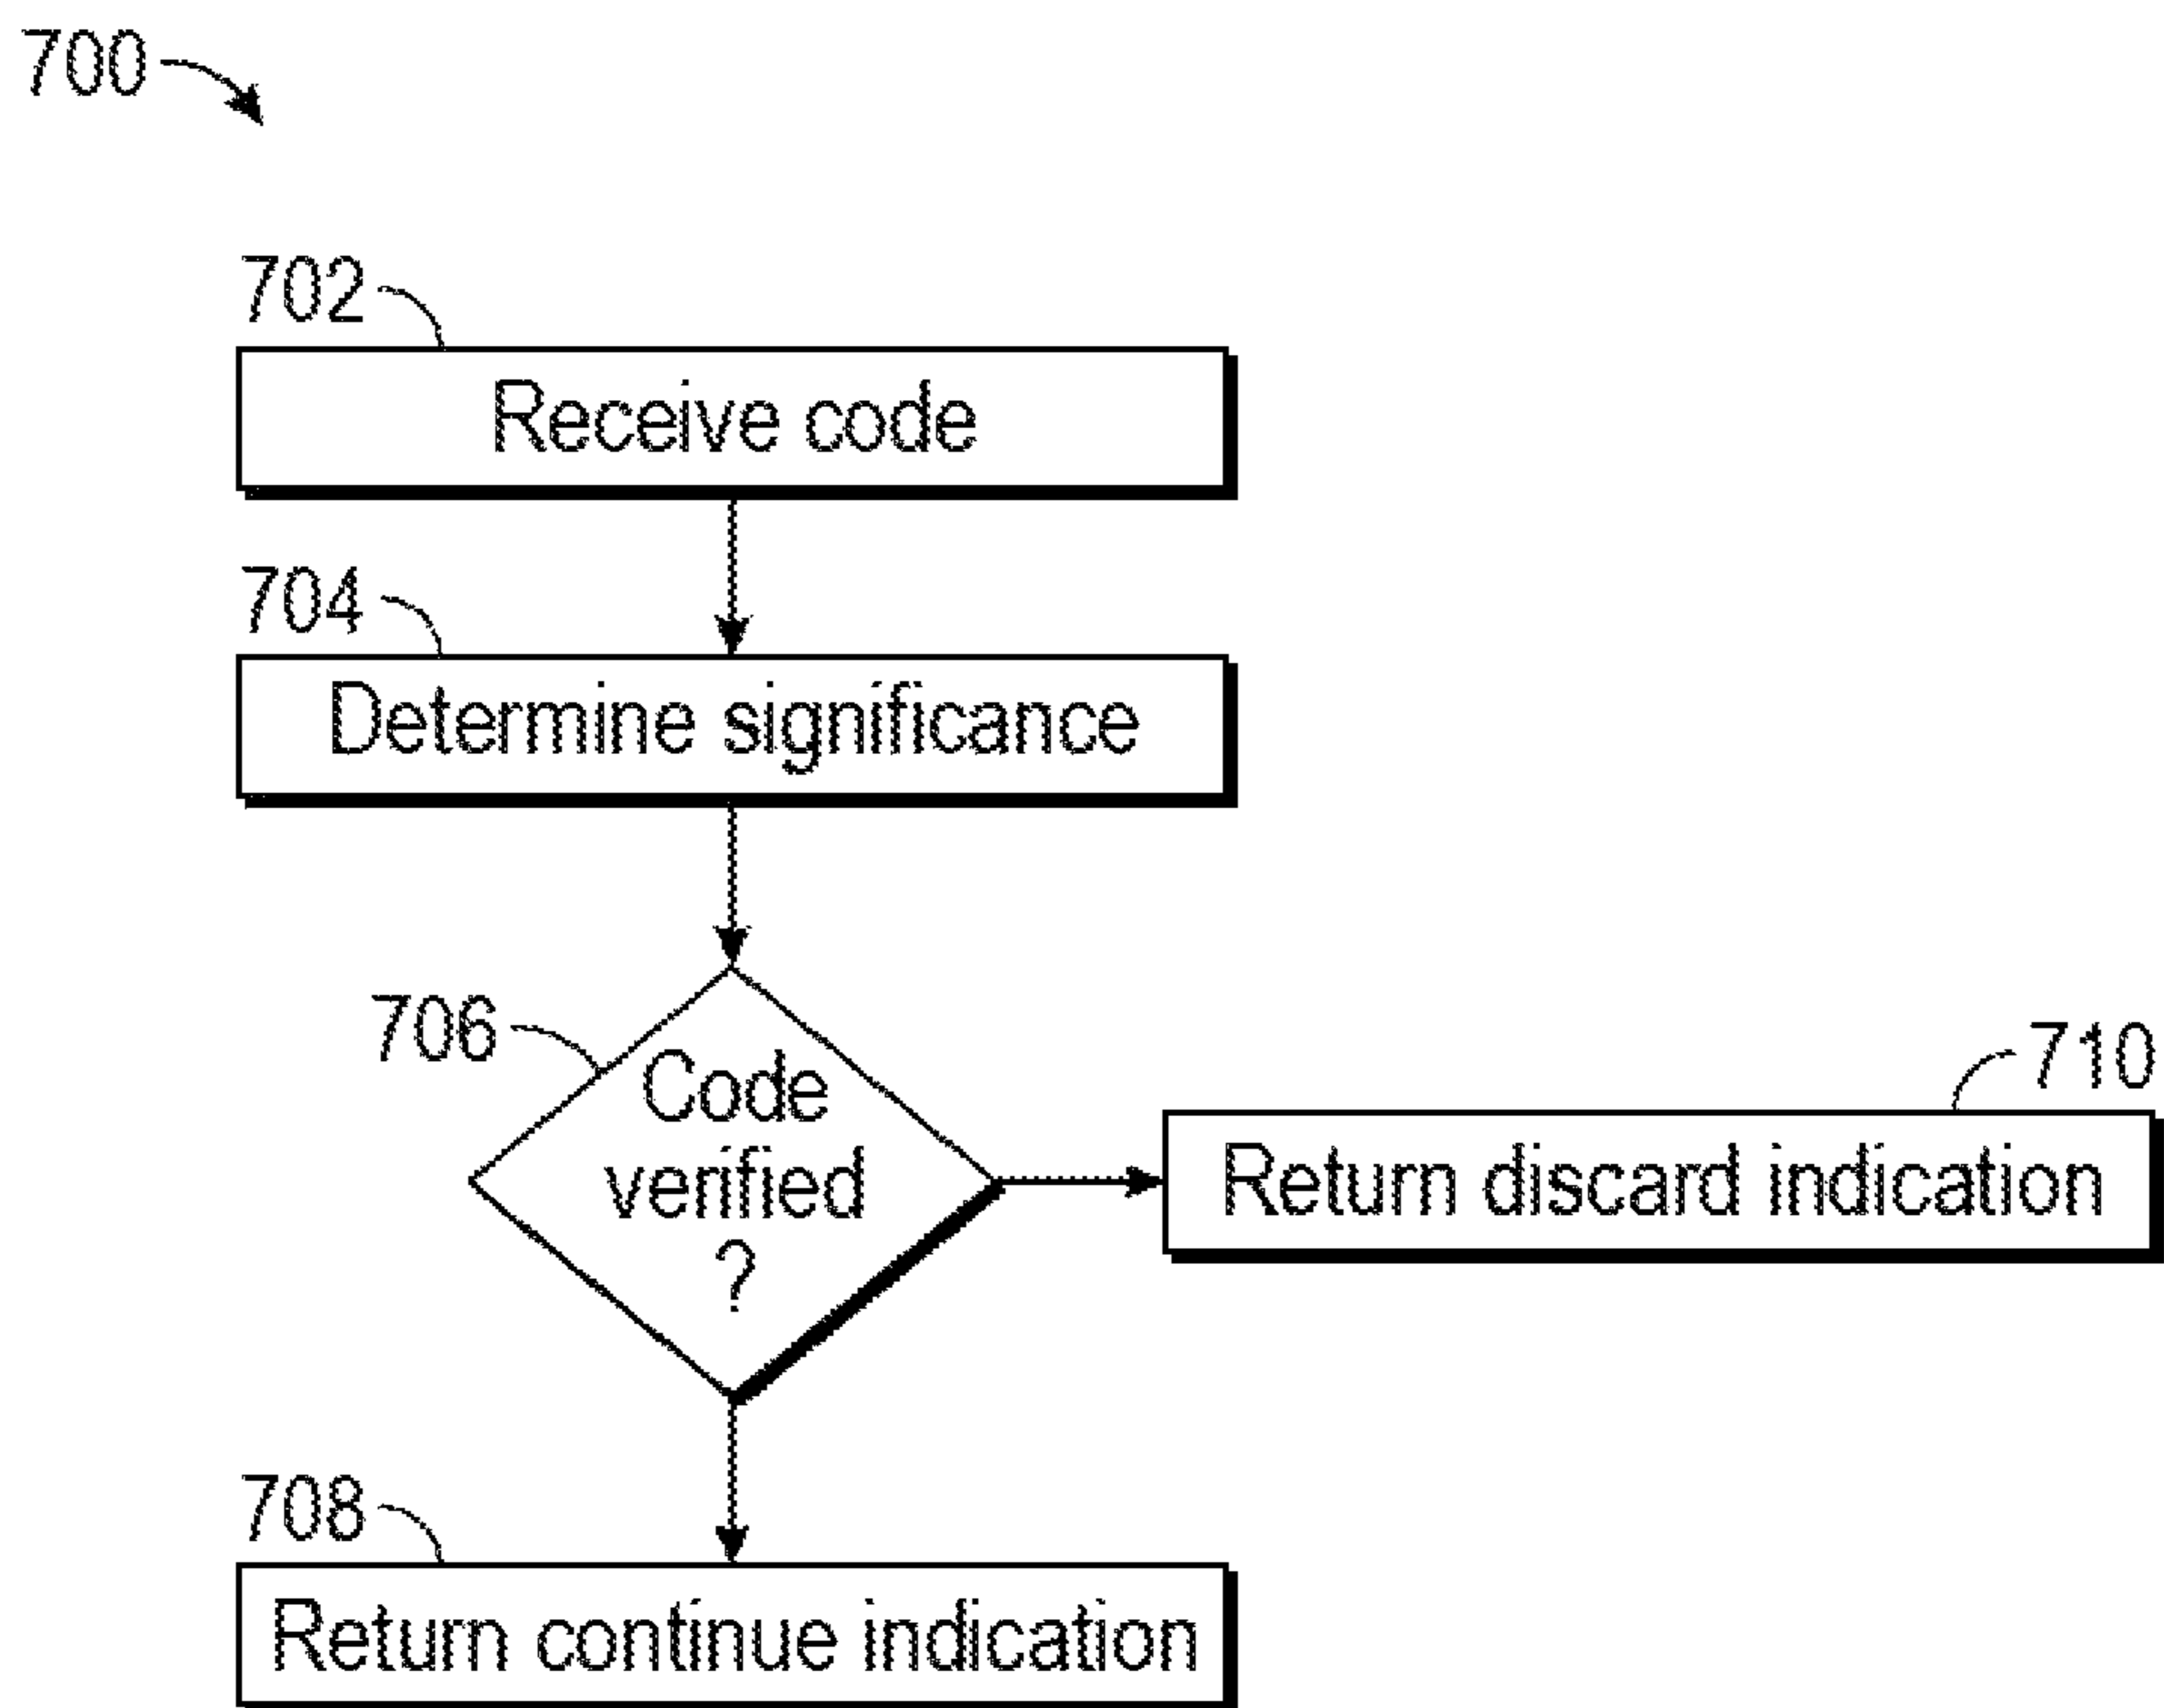 700
702
Receive code
704
Determine significance
706
Code
verified
?
710
Return discard indication
708
Return continue indication